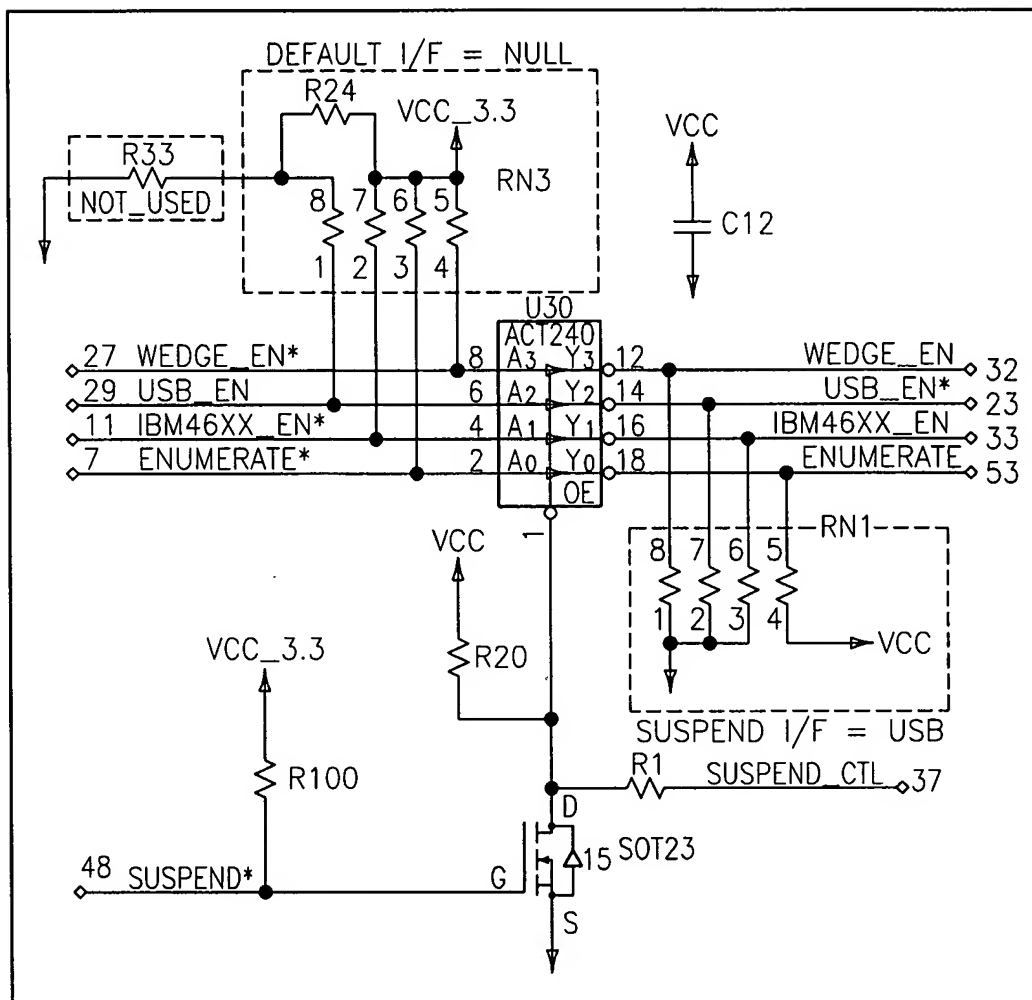 DEFAULT I/F = NULL
R24
VCC_3.3
VCC
R33
RN3
NOT_USED
8 7 6 5
C12
1 2 3 4
U30
ACT240
27 WEDGE_EN* 8 A3 Y3 12 WEDGE_EN 32
29 USB_EN 6 A2 Y2 14 USB_EN* 23
11 IBM46XX_EN* 4 A1 Y1 16 IBM46XX_EN 33
7 ENUMERATE* 2 A0 Y0 18 ENUMERATE 53
OE
1
RN1
VCC
8 7 6 5
1 2 3 4
VCC
VCC_3.3
R20
SUSPEND I/F = USB
R100
R1 SUSPEND_CTL 37
D
15 SOT23
48 SUSPEND* G
S